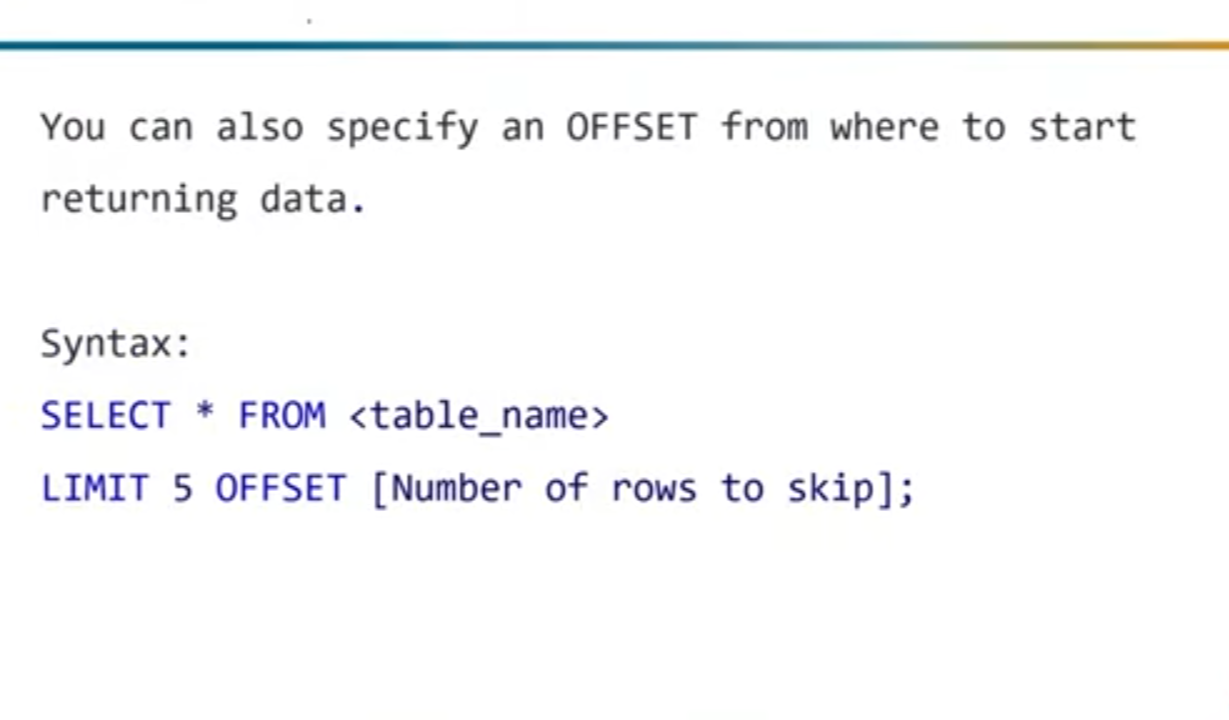 You can also specify an OFFSET from where to start
returning data.
Syntax:
SELECT * FROM <table_name>
LIMIT 5 OFFSET [Number of rows to skip];